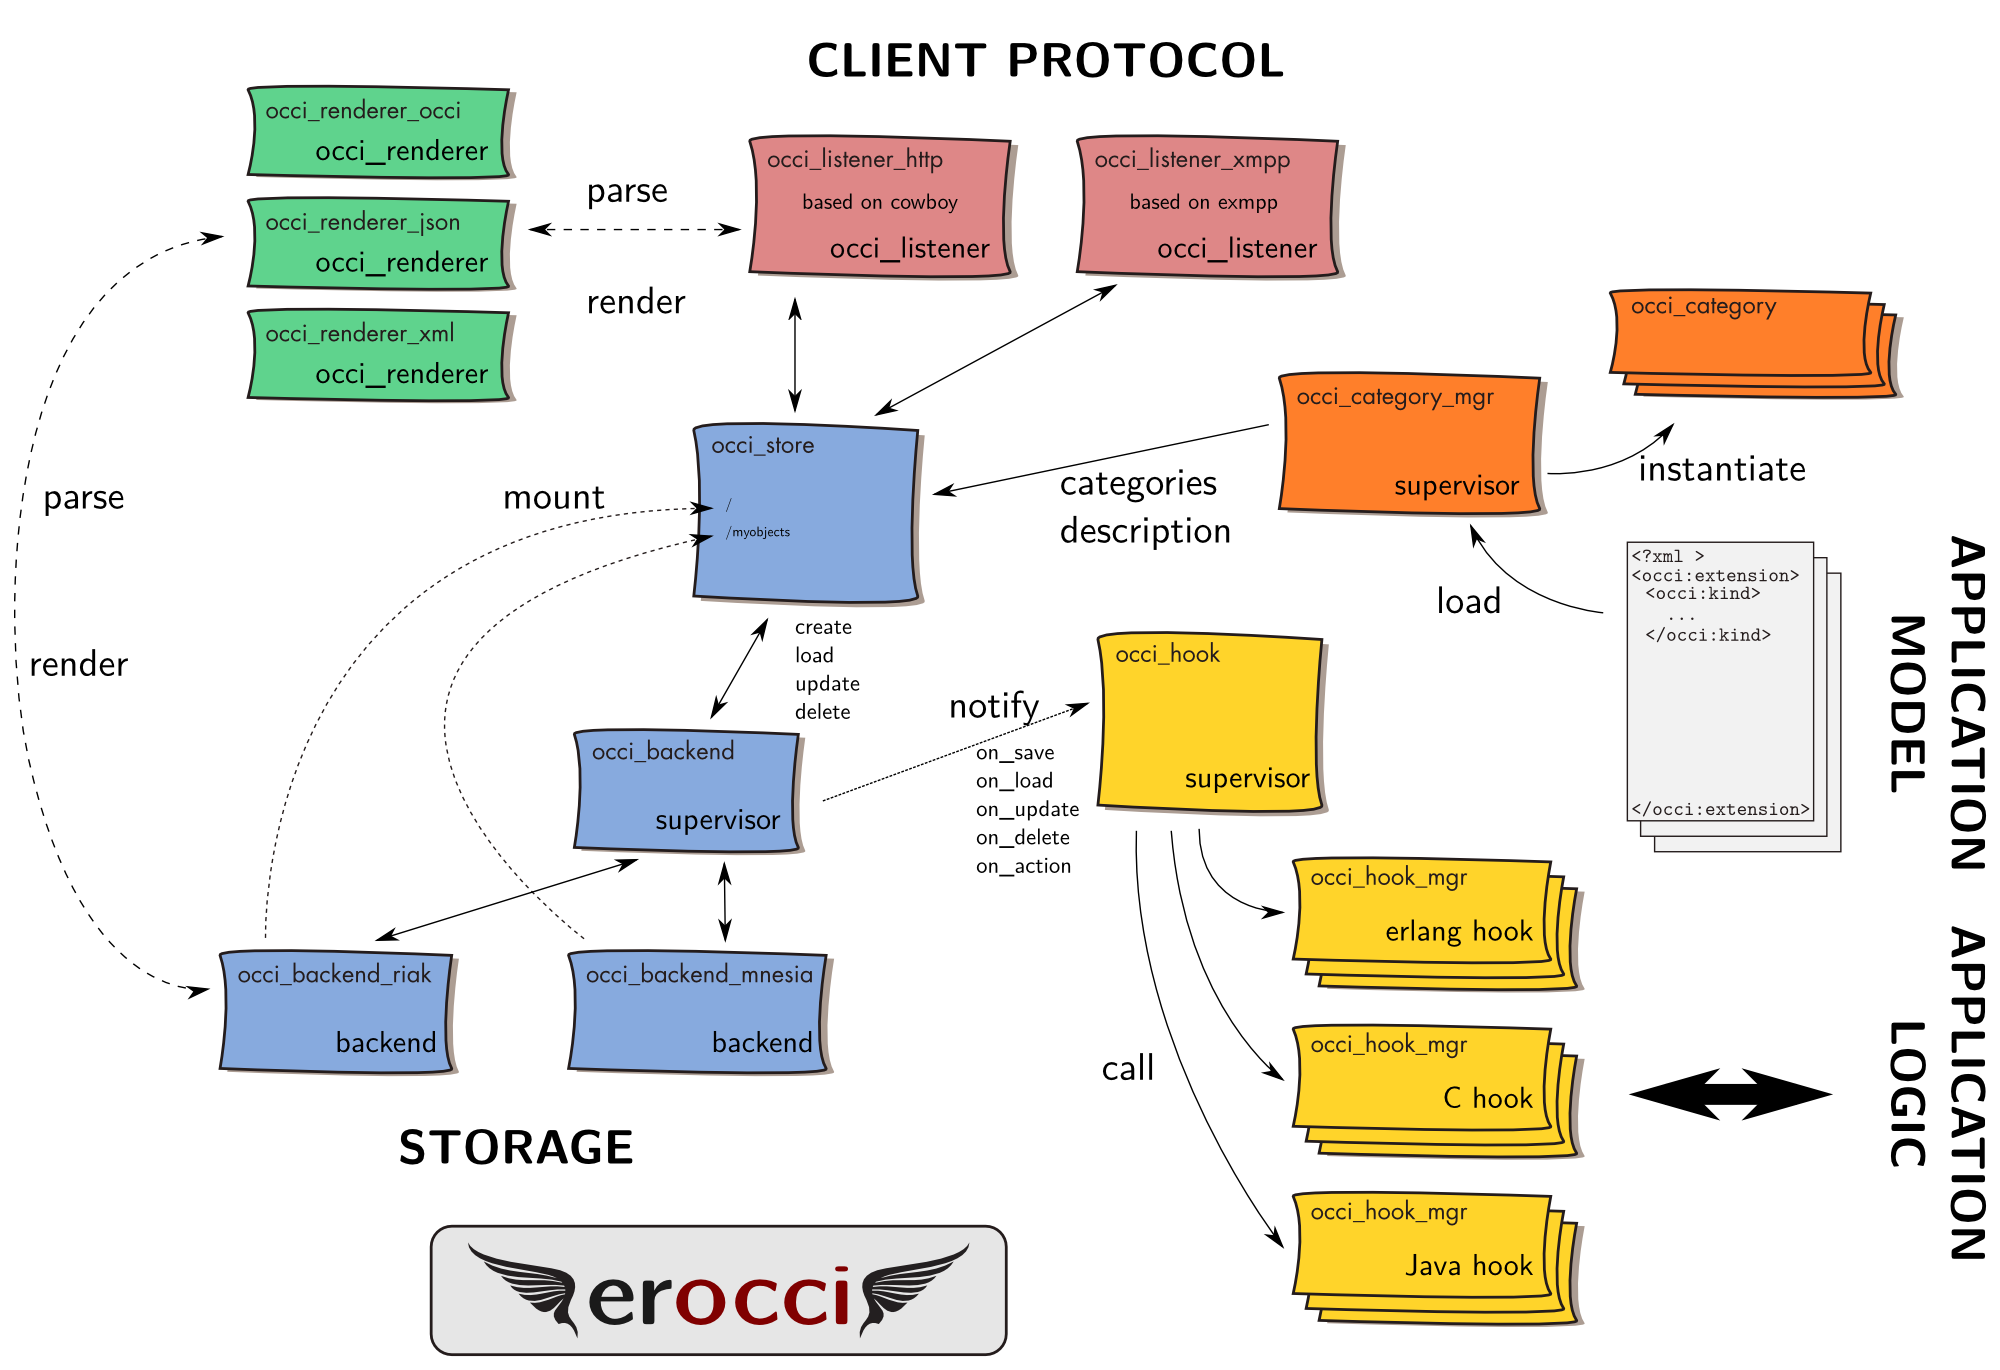 CLIENT PROTOCOL
occi_renderer_occi
occi_renderer
occi_renderer_json
occi_renderer
occi_renderer_xml
occi_renderer
parse
render
occi_listener_http
based on cowboy
occi_listener
occi_listener_xmpp
based on exmpp
occi_listener
occi_category
occi_category_mgr
supervisor
instantiate
categories
description
load
<?xml >
<occi:extension>
<occi:kind>
...
</occi:kind>
</occi:extension>
APPLICATION
MODEL
parse
render
mount
occi_store
/
/myobjects
create
load
update
delete
occi_backend
supervisor
notify
on_save
on_load
on_update
on_delete
on_action
occi_hook
supervisor
occi_backend_riak
backend
occi_backend_mnesia
backend
STORAGE
call
occi_hook_mgr
erlang hook
occi_hook_mgr
C hook
occi_hook_mgr
Java hook
APPLICATION
LOGIC
erocci